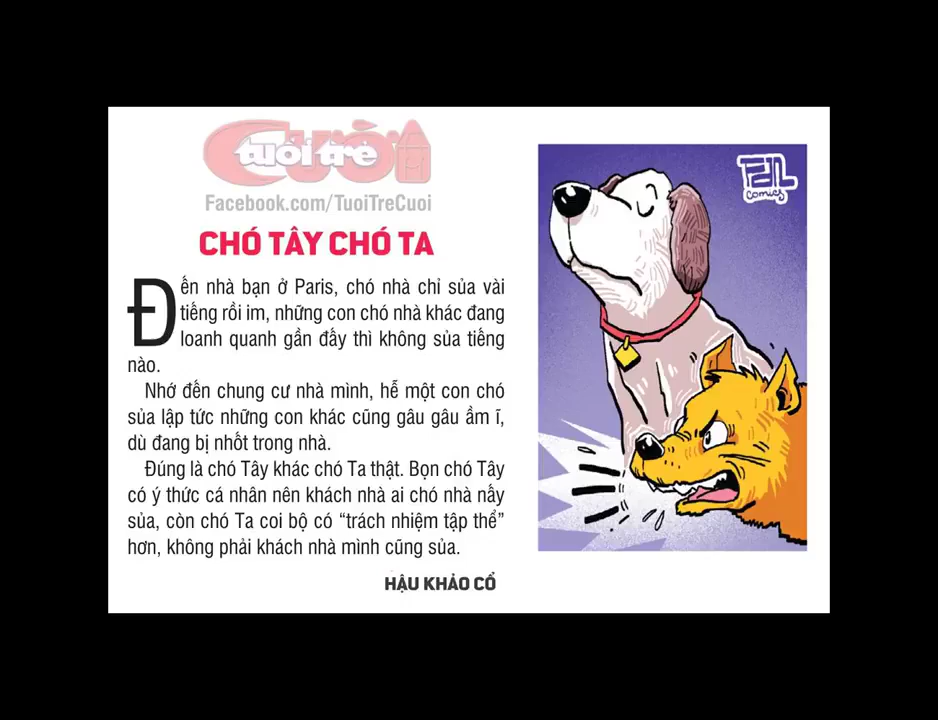 Cười
tuổi trẻ
Facebook.com/TuoiTreCuoi
CHÓ TÂY CHÓ TA
Đến nhà bạn ở Paris, chó nhà chỉ sủa vài
tiếng rồi im, những con chó nhà khác đang
loanh quanh gần đấy thì không sủa tiếng
nào.
Nhớ đến chung cư nhà mình, hễ một con chó
sủa lập tức những con khác cũng gâu gâu ầm ĩ,
dù đang bị nhốt trong nhà.
Đúng là chó Tây khác chó Ta thật. Bọn chó Tây
có ý thức cá nhân nên khách nhà ai chó nhà nấy
sủa, còn chó Ta coi bộ có “trách nhiệm tập thể”
hơn, không phải khách nhà mình cũng sủa.
HẬU KHẢO CỔ
comics